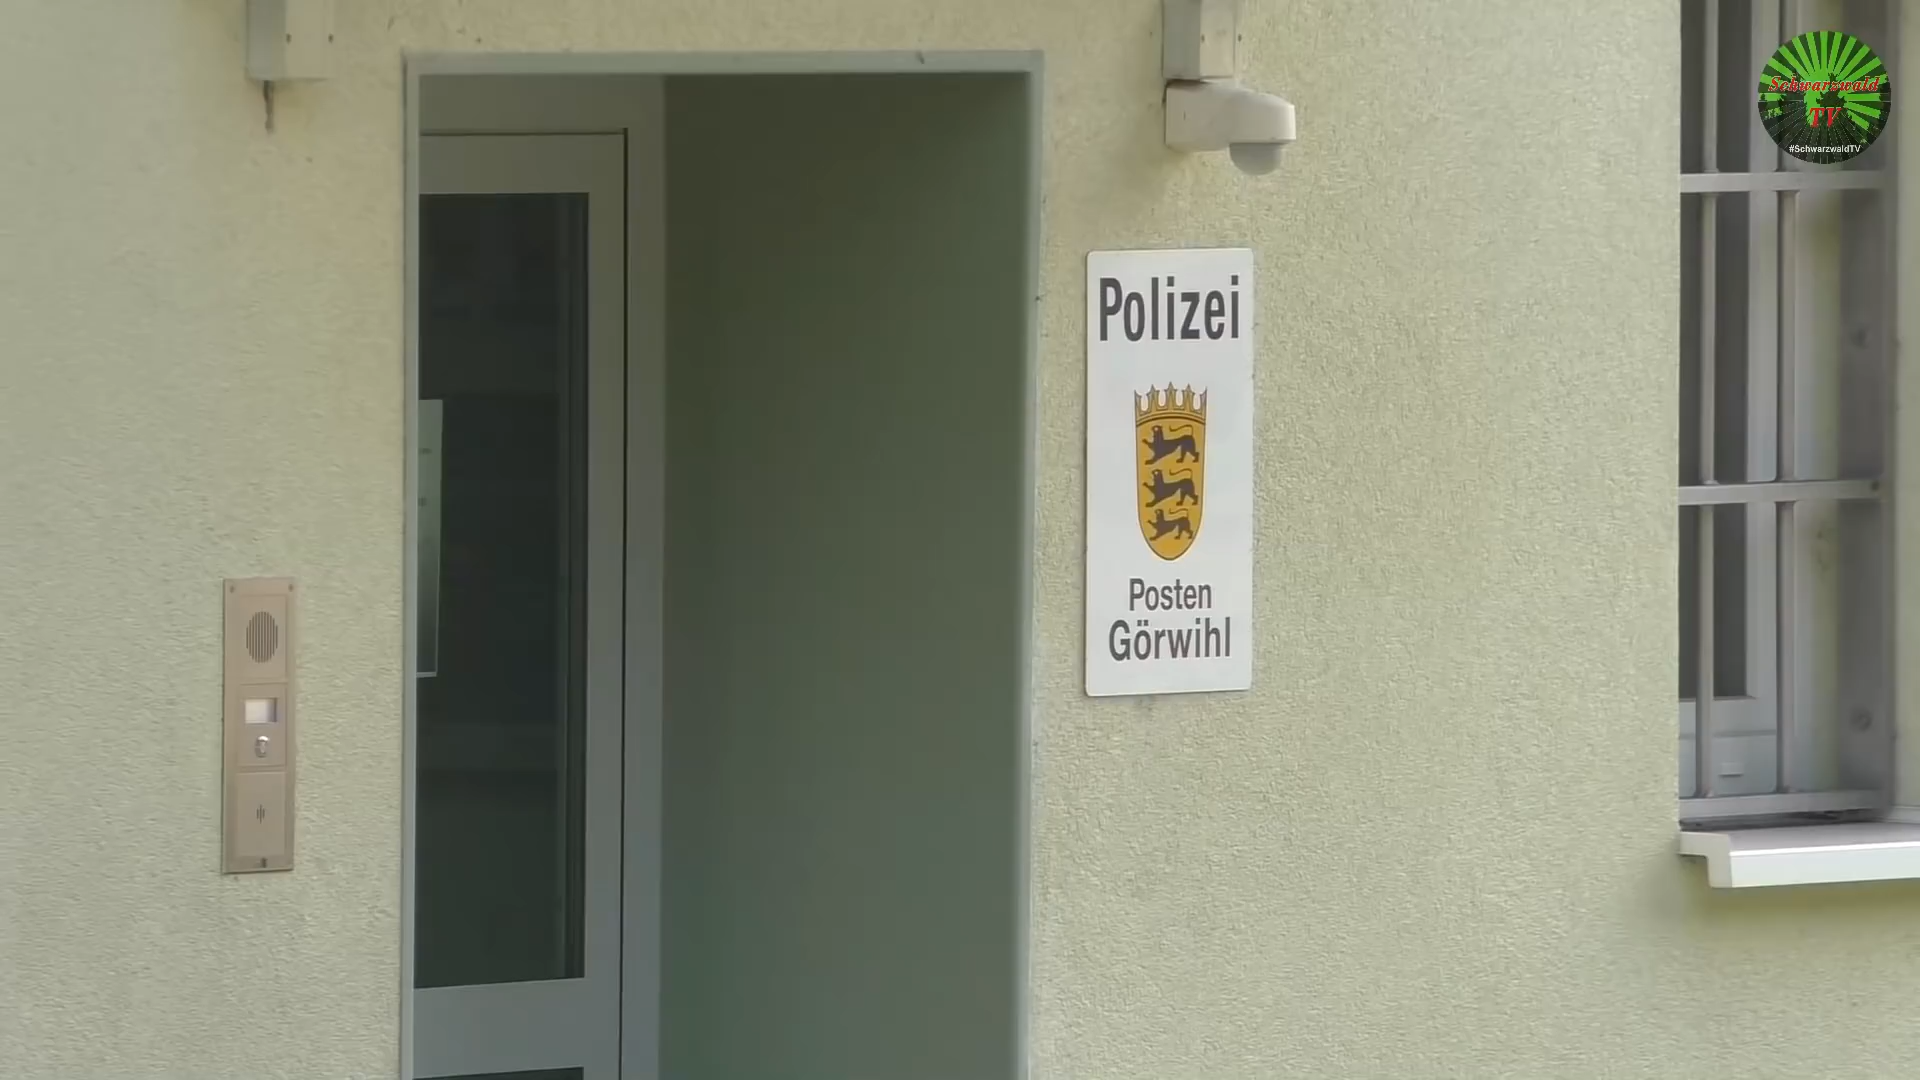 Schwarzwald
TV
#SchwarzwaldTV
Polizei
Posten
Görwihl